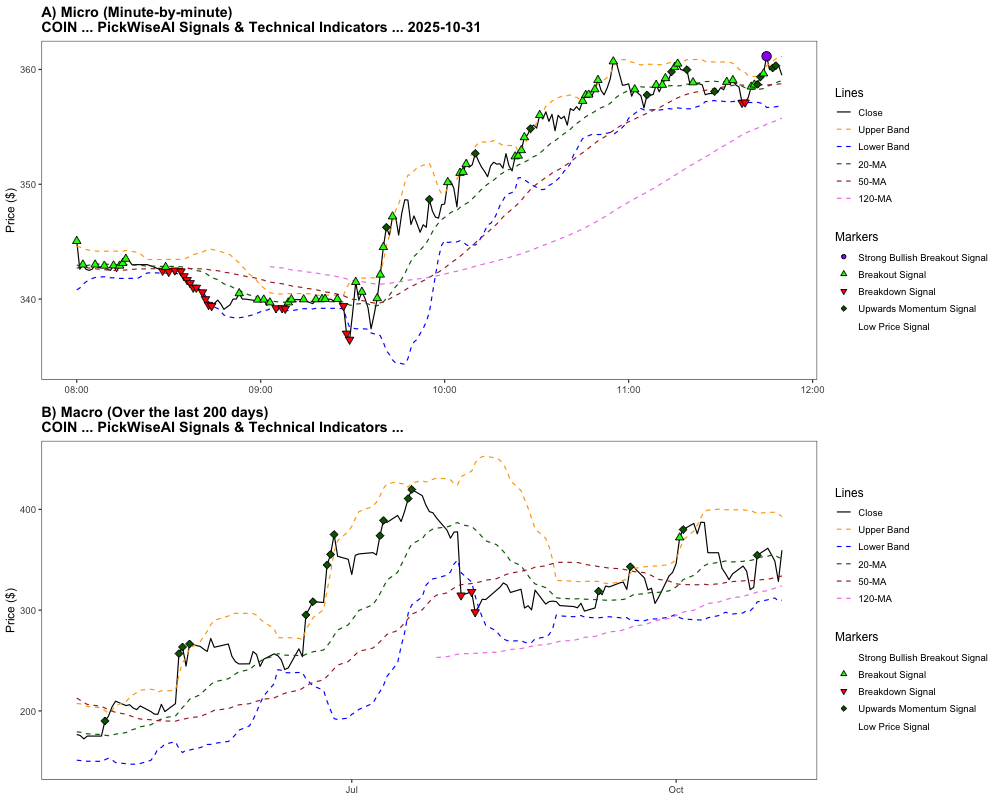 A) Micro (Minute-by-minute)
COIN ... PickWiseAI Signals & Technical Indicators ... 2025-10-31
Price ($)
360
350
340
08:00
09:00
10:00
11:00
12:00
Lines
Close
Upper Band
Lower Band
20-MA
50-MA
120-MA
Markers
Strong Bullish Breakout Signal
Breakout Signal
Breakdown Signal
Upwards Momentum Signal
Low Price Signal
B) Macro (Over the last 200 days)
COIN ... PickWiseAI Signals & Technical Indicators ...
Price ($)
400
300
200
Jul
Oct
Lines
Close
Upper Band
Lower Band
20-MA
50-MA
120-MA
Markers
Strong Bullish Breakout Signal
Breakout Signal
Breakdown Signal
Upwards Momentum Signal
Low Price Signal